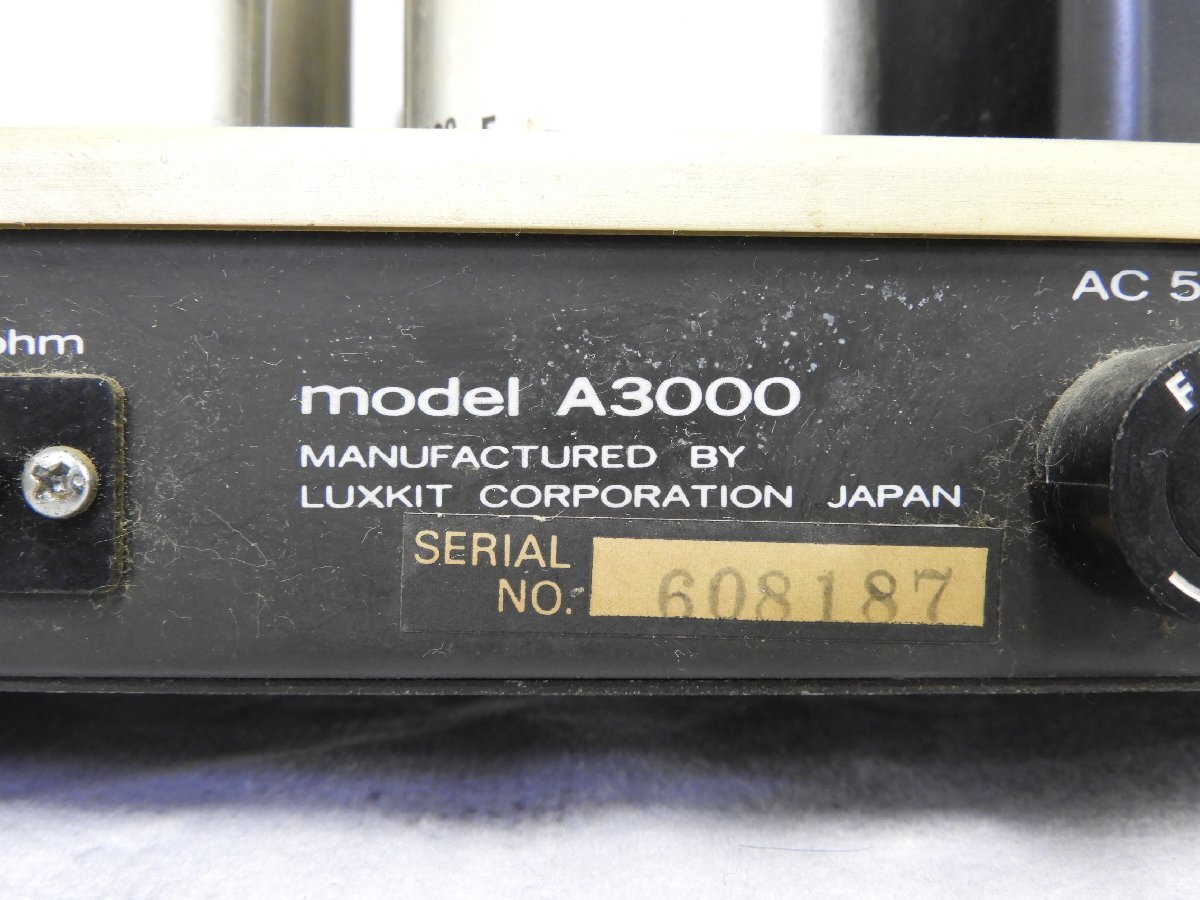 AC 5
ohm
model A3000
MANUFACTURED BY
LUXKIT CORPORATION JAPAN
SERIAL
NO. 608187
F